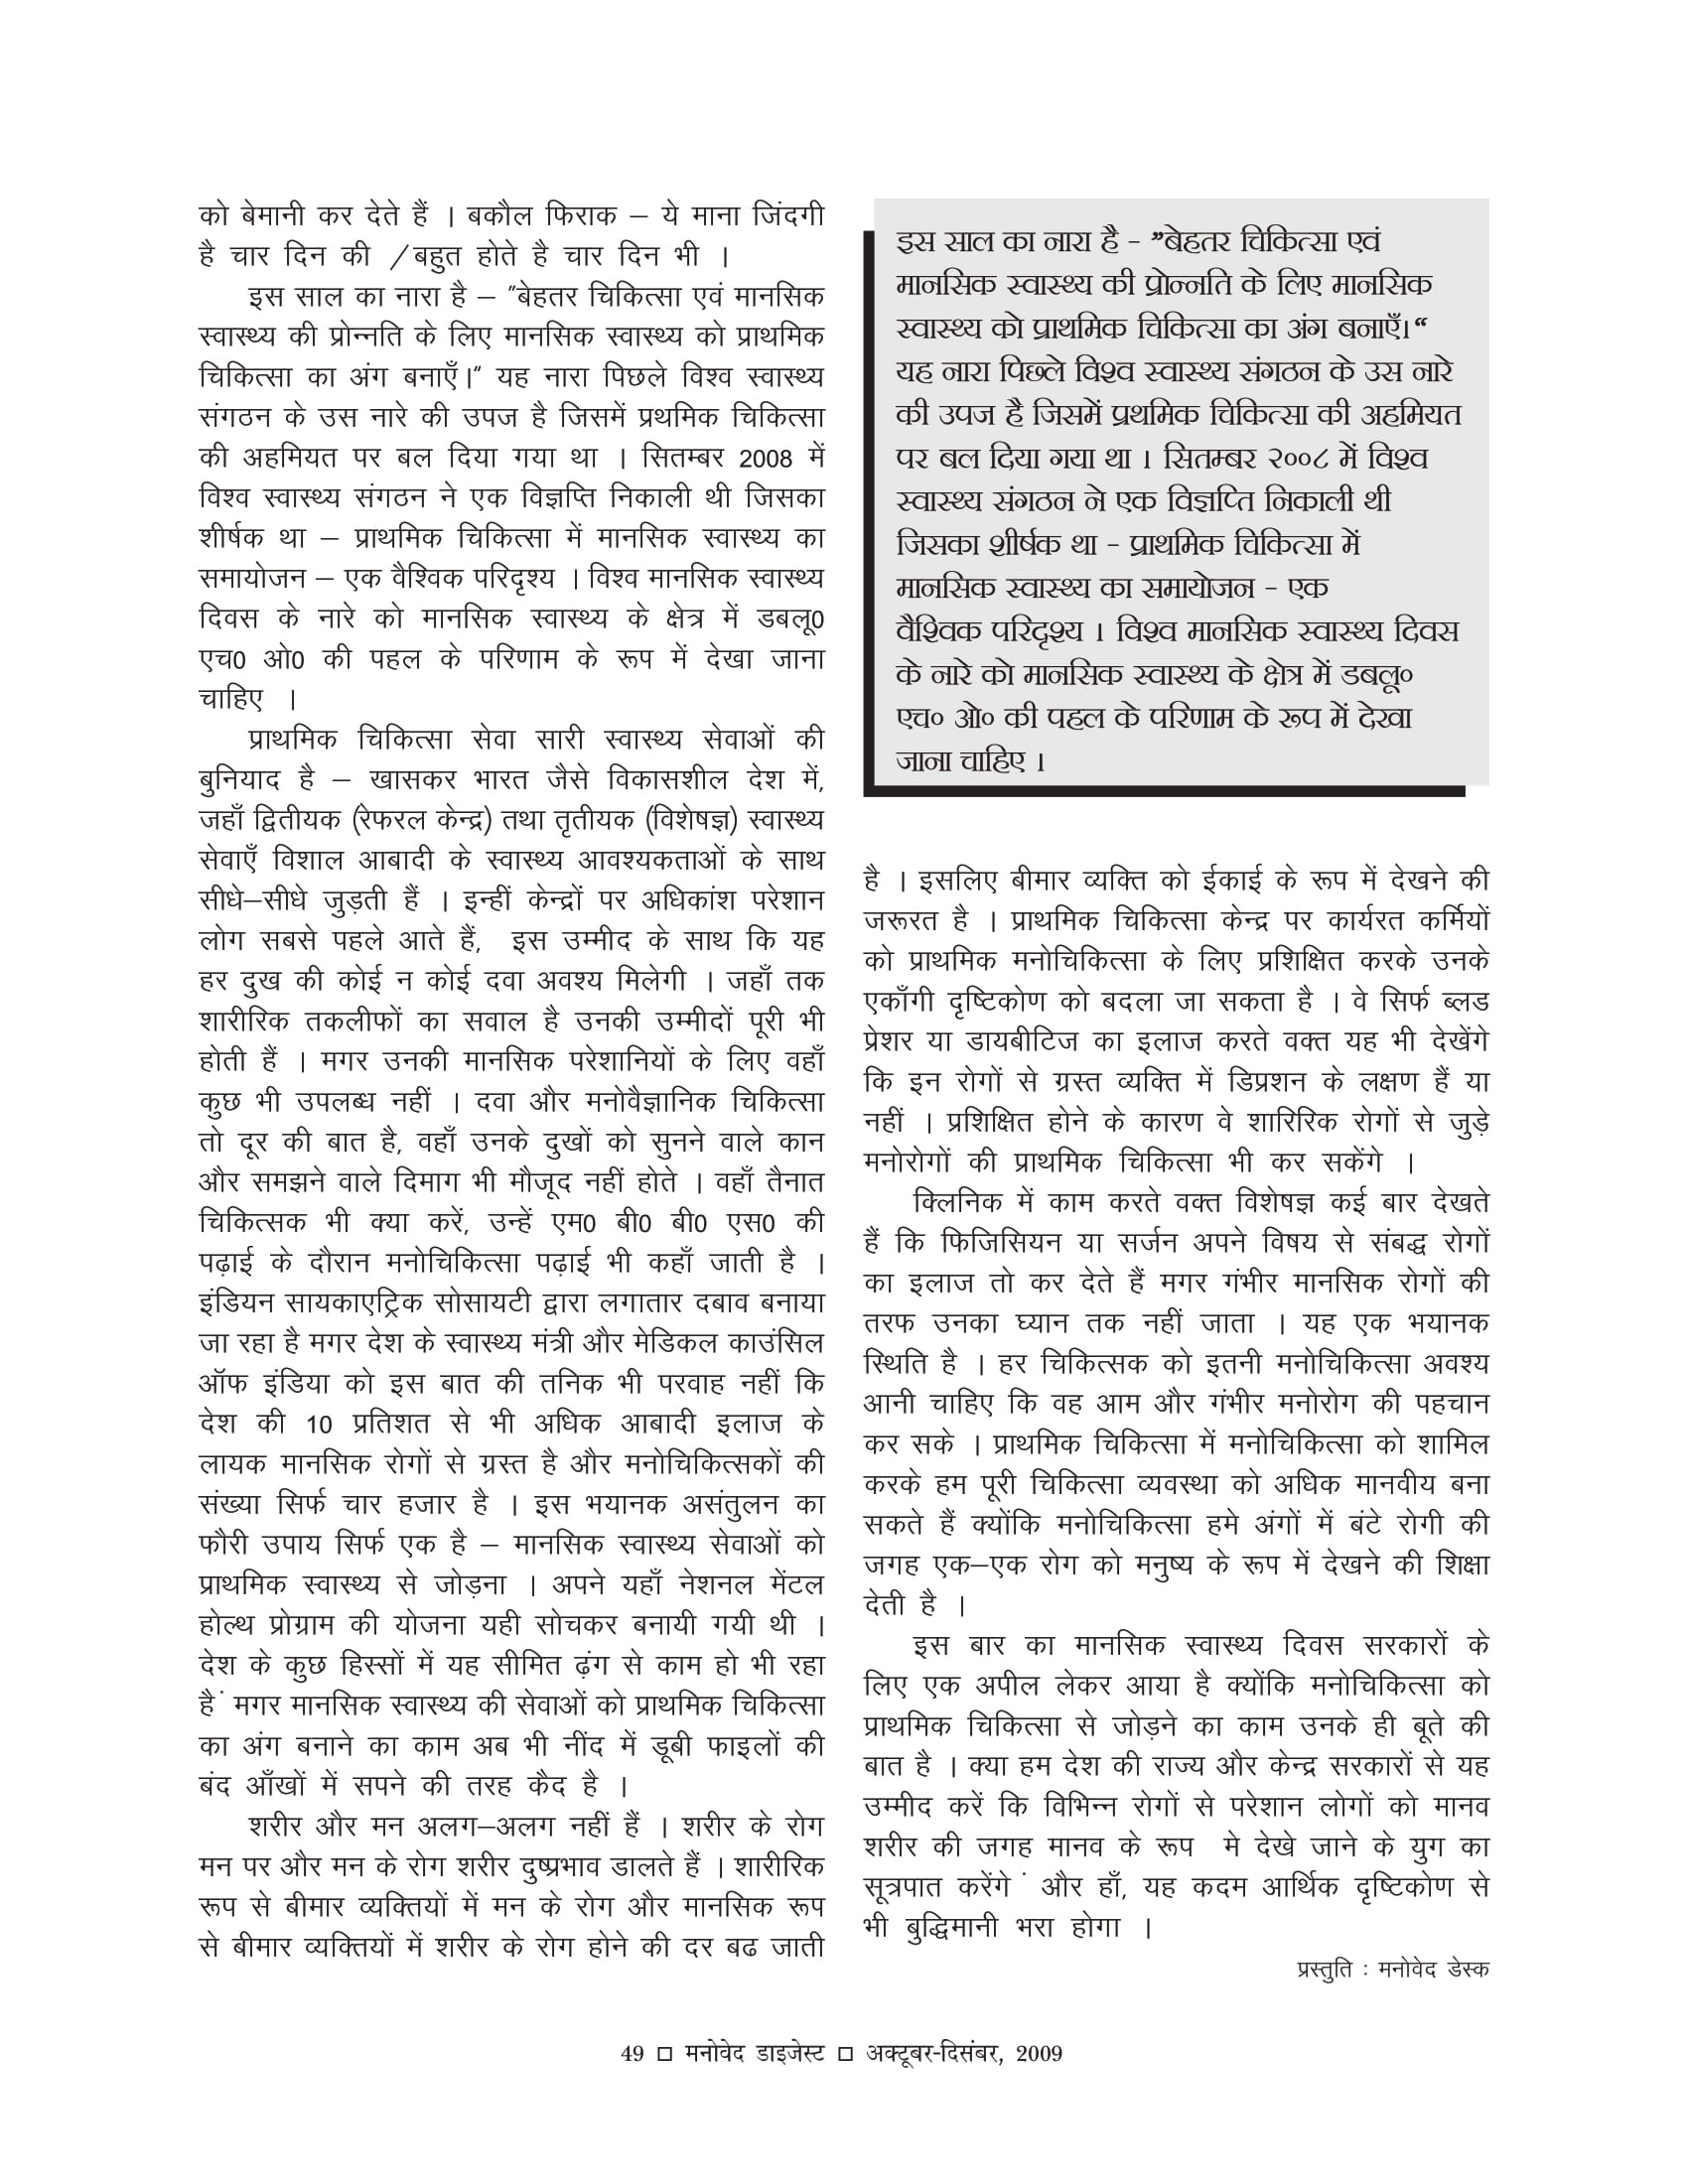 को बेमानी कर देते हैं । बकौल फिराक – ये माना जिंदगी
है चार दिन की /बहुत होते है चार दिन भी ।
इस साल का नारा है – "बेहतर चिकित्सा एवं मानसिक
स्वास्थ्य की प्रोन्नति के लिए मानसिक स्वास्थ्य को प्राथमिक
चिकित्सा का अंग बनाएँ।" यह नारा पिछले विश्व स्वास्थ्य
संगठन के उस नारे की उपज है जिसमें प्रथमिक चिकित्सा
की अहमियत पर बल दिया गया था । सितम्बर 2008 में
विश्व स्वास्थ्य संगठन ने एक विज्ञप्ति निकाली थी जिसका
शीर्षक था – प्राथमिक चिकित्सा में मानसिक स्वास्थ्य का
समायोजन – एक वैश्विक परिदृश्य । विश्व मानसिक स्वास्थ्य
दिवस के नारे को मानसिक स्वास्थ्य के क्षेत्र में डबलू0
एच0 ओ0 की पहल के परिणाम के रूप में देखा जाना
चाहिए ।
प्राथमिक चिकित्सा सेवा सारी स्वास्थ्य सेवाओं की
बुनियाद है – खासकर भारत जैसे विकासशील देश में,
जहाँ द्वितीयक (रेफरल केन्द्र) तथा तृतीयक (विशेषज्ञ) स्वास्थ्य
सेवाएँ विशाल आबादी के स्वास्थ्य आवश्यकताओं के साथ
सीधे–सीधे जुड़ती हैं । इन्हीं केन्द्रों पर अधिकांश परेशान
लोग सबसे पहले आते हैं, इस उम्मीद के साथ कि यह
हर दुख की कोई न कोई दवा अवश्य मिलेगी । जहाँ तक
शारीरिक तकलीफों का सवाल है उनकी उम्मीदों पूरी भी
होती हैं । मगर उनकी मानसिक परेशानियों के लिए वहाँ
कुछ भी उपलब्ध नहीं । दवा और मनोवैज्ञानिक चिकित्सा
तो दूर की बात है, वहाँ उनके दुखों को सुनने वाले कान
और समझने वाले दिमाग भी मौजूद नहीं होते । वहाँ तैनात
चिकित्सक भी क्या करें, उन्हें एम0 बी0 बी0 एस0 की
पढ़ाई के दौरान मनोचिकित्सा पढ़ाई भी कहाँ जाती है ।
इंडियन सायकाएट्रिक सोसायटी द्वारा लगातार दबाव बनाया
जा रहा है मगर देश के स्वास्थ्य मंत्री और मेडिकल काउंसिल
ऑफ इंडिया को इस बात की तनिक भी परवाह नहीं कि
देश की 10 प्रतिशत से भी अधिक आबादी इलाज के
लायक मानसिक रोगों से ग्रस्त है और मनोचिकित्सकों की
संख्या सिर्फ चार हजार है । इस भयानक असंतुलन का
फौरी उपाय सिर्फ एक है – मानसिक स्वास्थ्य सेवाओं को
प्राथमिक स्वास्थ्य से जोड़ना । अपने यहाँ नेशनल मेंटल
होल्थ प्रोग्राम की योजना यही सोचकर बनायी गयी थी ।
देश के कुछ हिस्सों में यह सीमित ढ़ंग से काम हो भी रहा
है ं मगर मानसिक स्वास्थ्य की सेवाओं को प्राथमिक चिकित्सा
का अंग बनाने का काम अब भी नींद में डूबी फाइलों की
बंद आँखों में सपने की तरह कैद है ।
शरीर और मन अलग–अलग नहीं हैं । शरीर के रोग
मन पर और मन के रोग शरीर दुष्प्रभाव डालते हैं । शारीरिक
रूप से बीमार व्यक्तियों में मन के रोग और मानसिक रूप
से बीमार व्यक्तियों में शरीर के रोग होने की दर बढ जाती
इस साल का नारा है - ”बेहतर चिकित्सा एवं
मानसिक स्वास्थ्य की प्रोन्नति के लिए मानसिक
स्वास्थ्य को प्राथमिक चिकित्सा का अंग बनाएँ।“
यह नारा पिछले विश्व स्वास्थ्य संगठन के उस नारे
की उपज है जिसमें प्रथमिक चिकित्सा की अहमियत
पर बल दिया गया था । सितम्बर २००८ में विश्व
स्वास्थ्य संगठन ने एक विज्ञप्ति निकाली थी
जिसका शीर्षक था - प्राथमिक चिकित्सा में
मानसिक स्वास्थ्य का समायोजन - एक
वैश्विक परिदृश्य । विश्व मानसिक स्वास्थ्य दिवस
के नारे को मानसिक स्वास्थ्य के क्षेत्र में डबलू०
एच० ओ० की पहल के परिणाम के रूप में देखा
जाना चाहिए ।
है । इसलिए बीमार व्यक्ति को ईकाई के रूप में देखने की
जरूरत है । प्राथमिक चिकित्सा केन्द्र पर कार्यरत कर्मियों
को प्राथमिक मनोचिकित्सा के लिए प्रशिक्षित करके उनके
एकाँगी दृष्टिकोण को बदला जा सकता है । वे सिर्फ ब्लड
प्रेशर या डायबीटिज का इलाज करते वक्त यह भी देखेंगे
कि इन रोगों से ग्रस्त व्यक्ति में डिप्रशन के लक्षण हैं या
नहीं । प्रशिक्षित होने के कारण वे शारिरिक रोगों से जुड़े
मनोरोगों की प्राथमिक चिकित्सा भी कर सकेंगे ।
क्लिनिक में काम करते वक्त विशेषज्ञ कई बार देखते
हैं कि फिजिसियन या सर्जन अपने विषय से संबद्ध रोगों
का इलाज तो कर देते हैं मगर गंभीर मानसिक रोगों की
तरफ उनका घ्यान तक नहीं जाता । यह एक भयानक
स्थिति है । हर चिकित्सक को इतनी मनोचिकित्सा अवश्य
आनी चाहिए कि वह आम और गंभीर मनोरोग की पहचान
कर सके । प्राथमिक चिकित्सा में मनोचिकित्सा को शामिल
करके हम पूरी चिकित्सा व्यवस्था को अधिक मानवीय बना
सकते हैं क्योंकि मनोचिकित्सा हमे अंगों में बंटे रोगी की
जगह एक–एक रोग को मनुष्य के रूप में देखने की शिक्षा
देती है ।
इस बार का मानसिक स्वास्थ्य दिवस सरकारों के
लिए एक अपील लेकर आया है क्योंकि मनोचिकित्सा को
प्राथमिक चिकित्सा से जोड़ने का काम उनके ही बूते की
बात है । क्या हम देश की राज्य और केन्द्र सरकारों से यह
उम्मीद करें कि विभिन्न रोगों से परेशान लोगों को मानव
शरीर की जगह मानव के रूप मे देखे जाने के युग का
सूत्रपात करेंगे ं और हाँ, यह कदम आर्थिक दृष्टिकोण से
भी बुद्धिमानी भरा होगा ।
प्रस्तुति : मनोवेद डेस्क
49 □ मनोवेद डाइजेस्ट □ अक्टूबर-दिसंबर, 2009